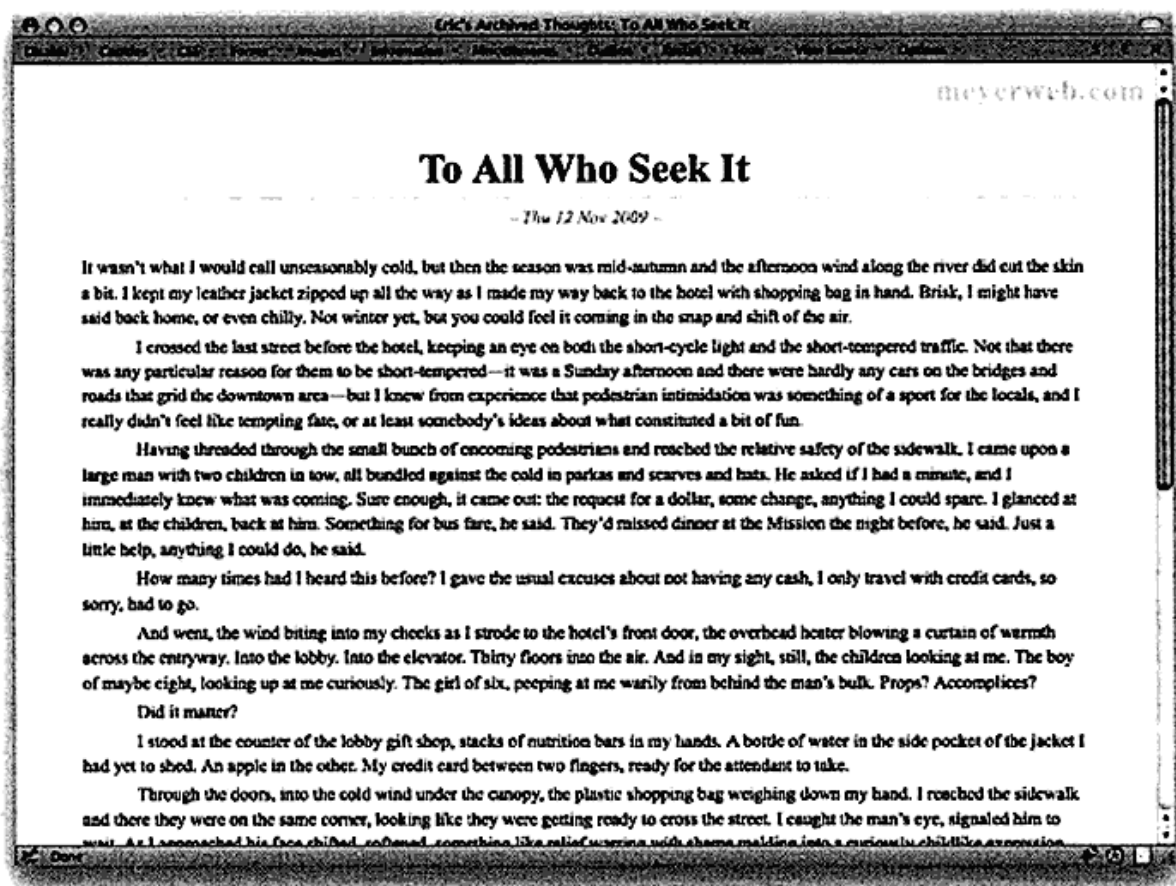 Eric's Archived Thoughts: To All Who Seek It
meyerweb.com
To All Who Seek It
– Thu 12 Nov 2009 –
It wasn't what I would call unseasonably cold, but then the season was mid-autumn and the afternoon wind along the river did cut the skin
a bit. I kept my leather jacket zipped up all the way as I made my way back to the hotel with shopping bag in hand. Brisk, I might have
said back home, or even chilly. Not winter yet, but you could feel it coming in the snap and shift of the air.
I crossed the last street before the hotel, keeping an eye on both the short-cycle light and the short-tempered traffic. Not that there
was any particular reason for them to be short-tempered—it was a Sunday afternoon and there were hardly any cars on the bridges and
roads that grid the downtown area—but I knew from experience that pedestrian intimidation was something of a sport for the locals, and I
really didn't feel like tempting fate, or at least somebody's ideas about what constituted a bit of fun.
Having threaded through the small bunch of oncoming pedestrians and reached the relative safety of the sidewalk, I came upon a
large man with two children in tow, all bundled against the cold in parkas and scarves and hats. He asked if I had a minute, and I
immediately knew what was coming. Sure enough, it came out: the request for a dollar, some change, anything I could spare. I glanced at
him, at the children, back at him. Something for bus fare, he said. They'd missed dinner at the Mission the night before, he said. Just a
little help, anything I could do, he said.
How many times had I heard this before? I gave the usual excuses about not having any cash, I only travel with credit cards, so
sorry, had to go.
And went, the wind biting into my cheeks as I strode to the hotel's front door, the overhead heater blowing a curtain of warmth
across the entryway. Into the lobby. Into the elevator. Thirty floors into the air. And in my sight, still, the children looking at me. The boy
of maybe eight, looking up at me curiously. The girl of six, peeping at me warily from behind the man's bulk. Props? Accomplices?
Did it matter?
I stood at the counter of the lobby gift shop, stacks of nutrition bars in my hands. A bottle of water in the side pocket of the jacket I
had yet to shed. An apple in the other. My credit card between two fingers, ready for the attendant to take.
Through the doors, into the cold wind under the canopy, the plastic shopping bag weighing down my hand. I reached the sidewalk
and there they were on the same corner, looking like they were getting ready to cross the street. I caught the man's eye, signaled him to
wait. As I approached his face shifted, softened, something like relief warring with shame melding into a curiously childlike expression.
Done